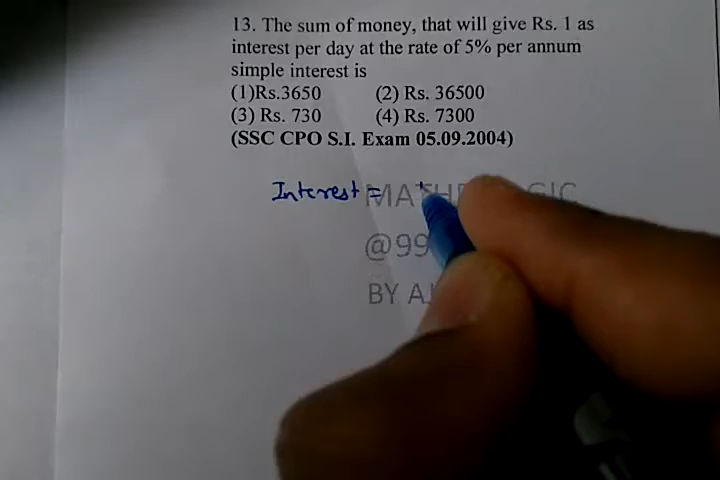 13. The sum of money, that will give Rs. 1 as
interest per day at the rate of 5% per annum
simple interest is
(1)Rs.3650 (2) Rs. 36500
(3) Rs. 730 (4) Rs. 7300
(SSC CPO S.I. Exam 05.09.2004)
Interest =
@99
BY